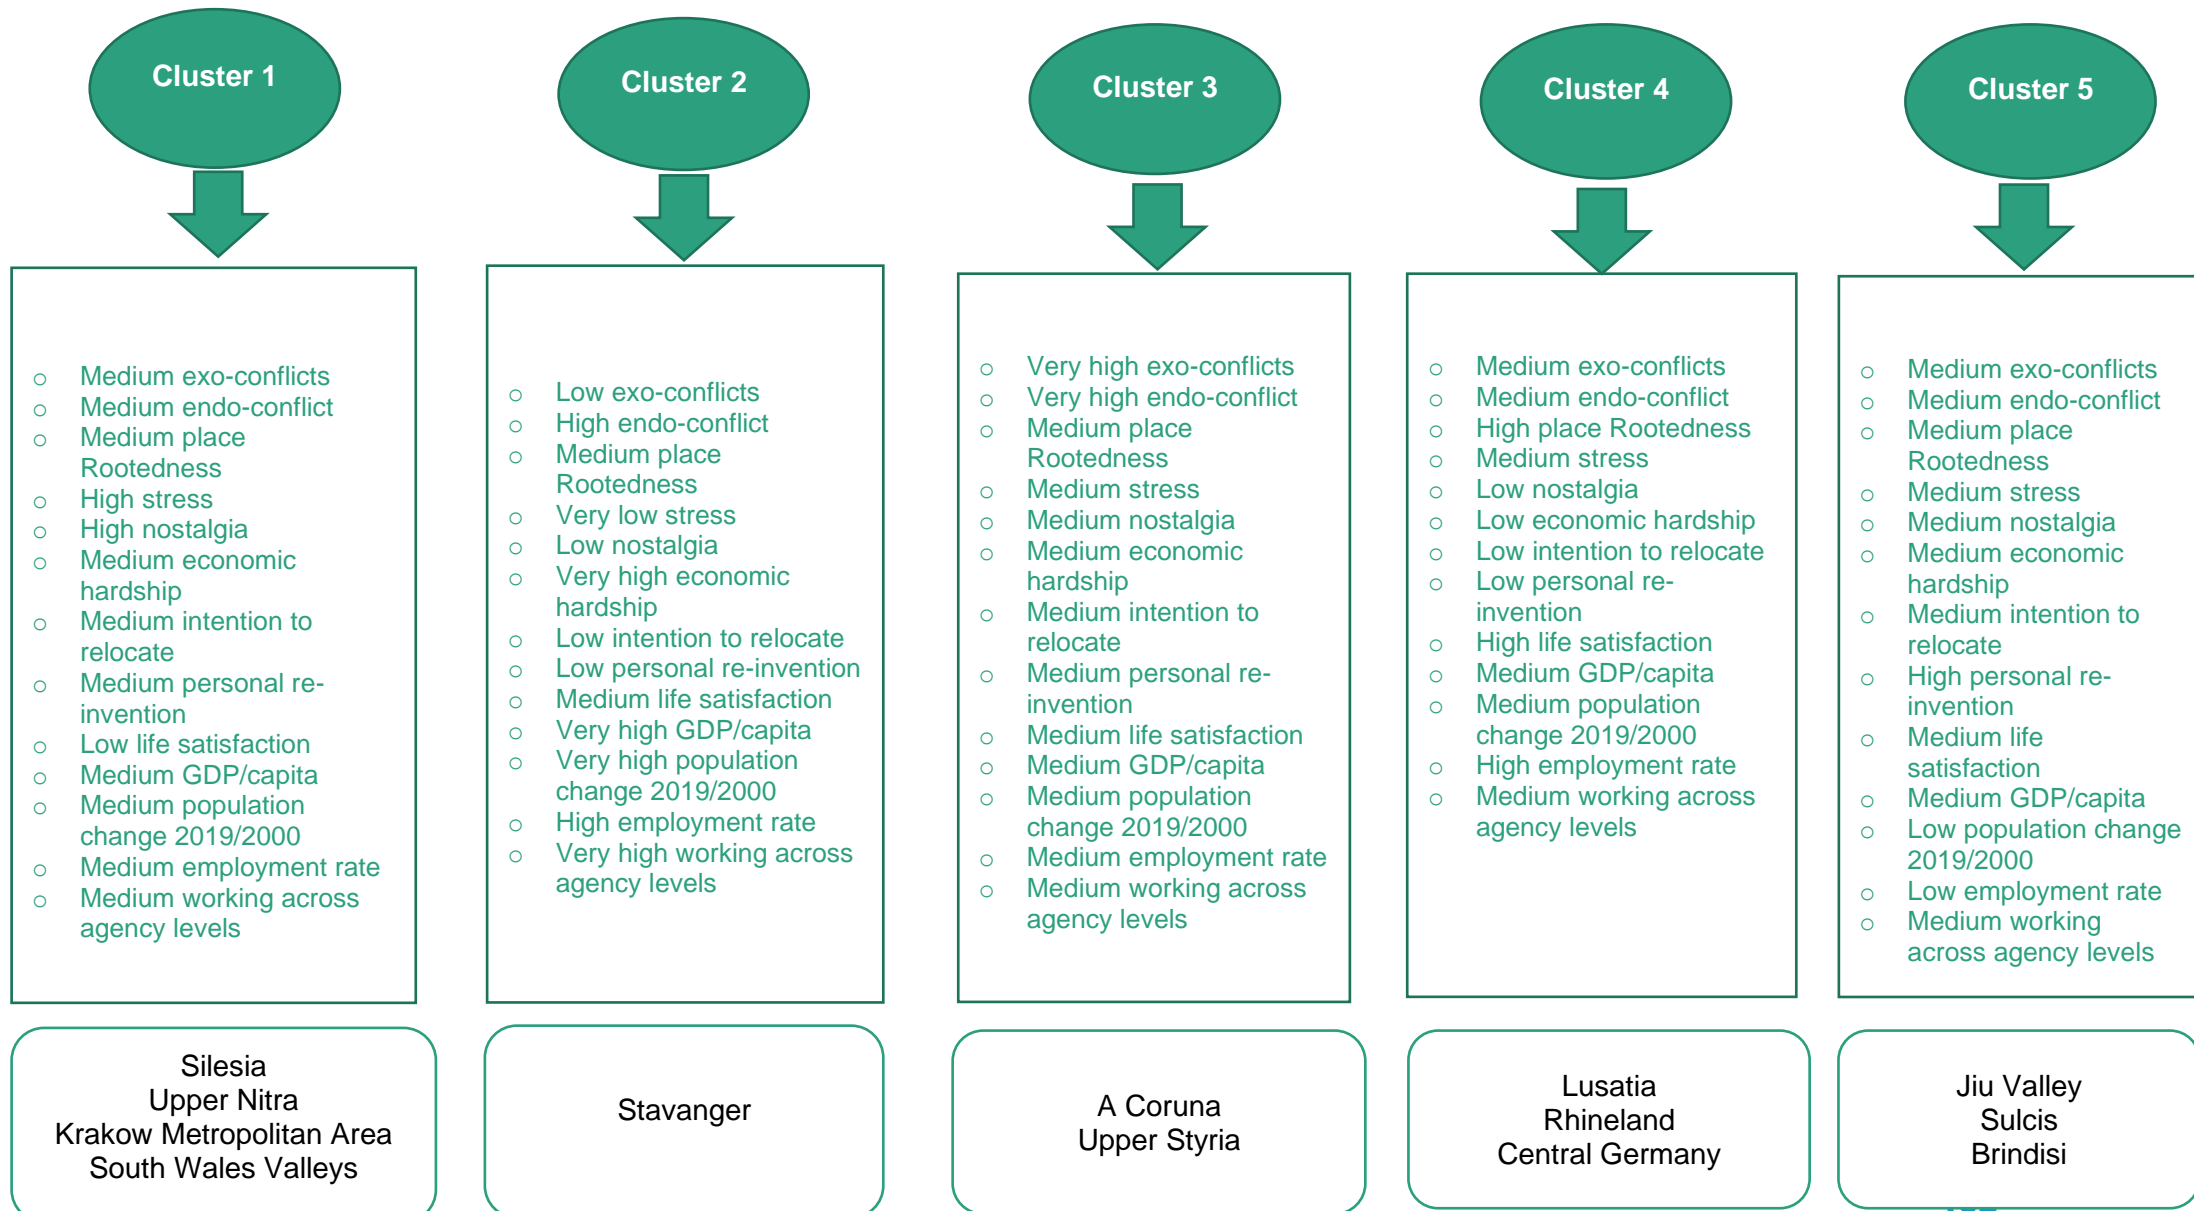 Cluster 1
Medium exo-conflicts
Medium endo-conflict
Medium place
Rootedness
High stress
High nostalgia
Medium economic
hardship
Medium intention to
relocate
Medium personal re-
invention
Low life satisfaction
Medium GDP/capita
Medium population
change 2019/2000
Medium employment rate
Medium working across
agency levels
Silesia
Upper Nitra
Krakow Metropolitan Area
South Wales Valleys
Cluster 2
Low exo-conflicts
High endo-conflict
Medium place
Rootedness
Very low stress
Low nostalgia
Very high economic
hardship
Low intention to relocate
Low personal re-invention
Medium life satisfaction
Very high GDP/capita
Very high population
change 2019/2000
High employment rate
Very high working across
agency levels
Stavanger
Cluster 3
Very high exo-conflicts
Very high endo-conflict
Medium place
Rootedness
Medium stress
Medium nostalgia
Medium economic
hardship
Medium intention to
relocate
Medium personal re-
invention
Medium life satisfaction
Medium GDP/capita
Medium population
change 2019/2000
Medium employment rate
Medium working across
agency levels
A Coruna
Upper Styria
Cluster 4
Medium exo-conflicts
Medium endo-conflict
High place Rootedness
Medium stress
Low nostalgia
Low economic hardship
Low intention to relocate
Low personal re-
invention
High life satisfaction
Medium GDP/capita
Medium population
change 2019/2000
High employment rate
Medium working across
agency levels
Lusatia
Rhineland
Central Germany
Cluster 5
Medium exo-conflicts
Medium endo-conflict
Medium place
Rootedness
Medium stress
Medium nostalgia
Medium economic
hardship
Medium intention to
relocate
High personal re-
invention
Medium life
satisfaction
Medium GDP/capita
Low population change
2019/2000
Low employment rate
Medium working
across agency levels
Jiu Valley
Sulcis
Brindisi